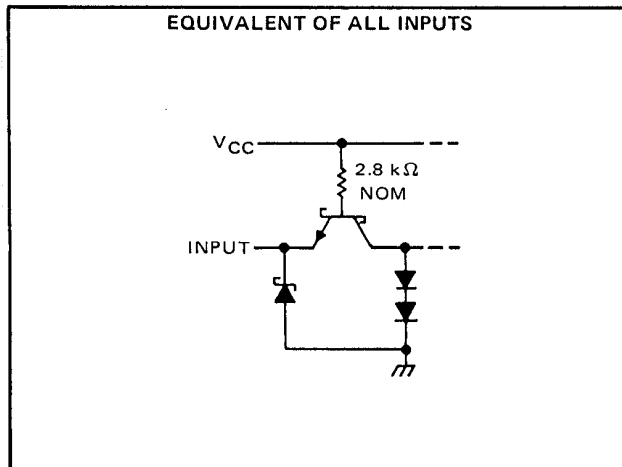 EQUIVALENT OF ALL INPUTS
VCC
2.8 kΩ
NOM
INPUT